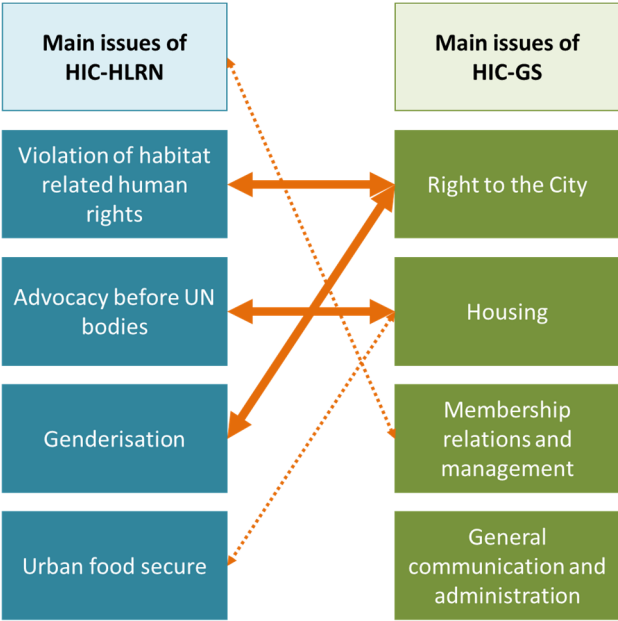 Main issues of
HIC-HLRN
Violation of habitat
related human
rights
Advocacy before UN
bodies
Genderisation
Urban food secure
Main issues of
HIC-GS
Right to the City
Housing
Membership
relations and
management
General
communication and
administration